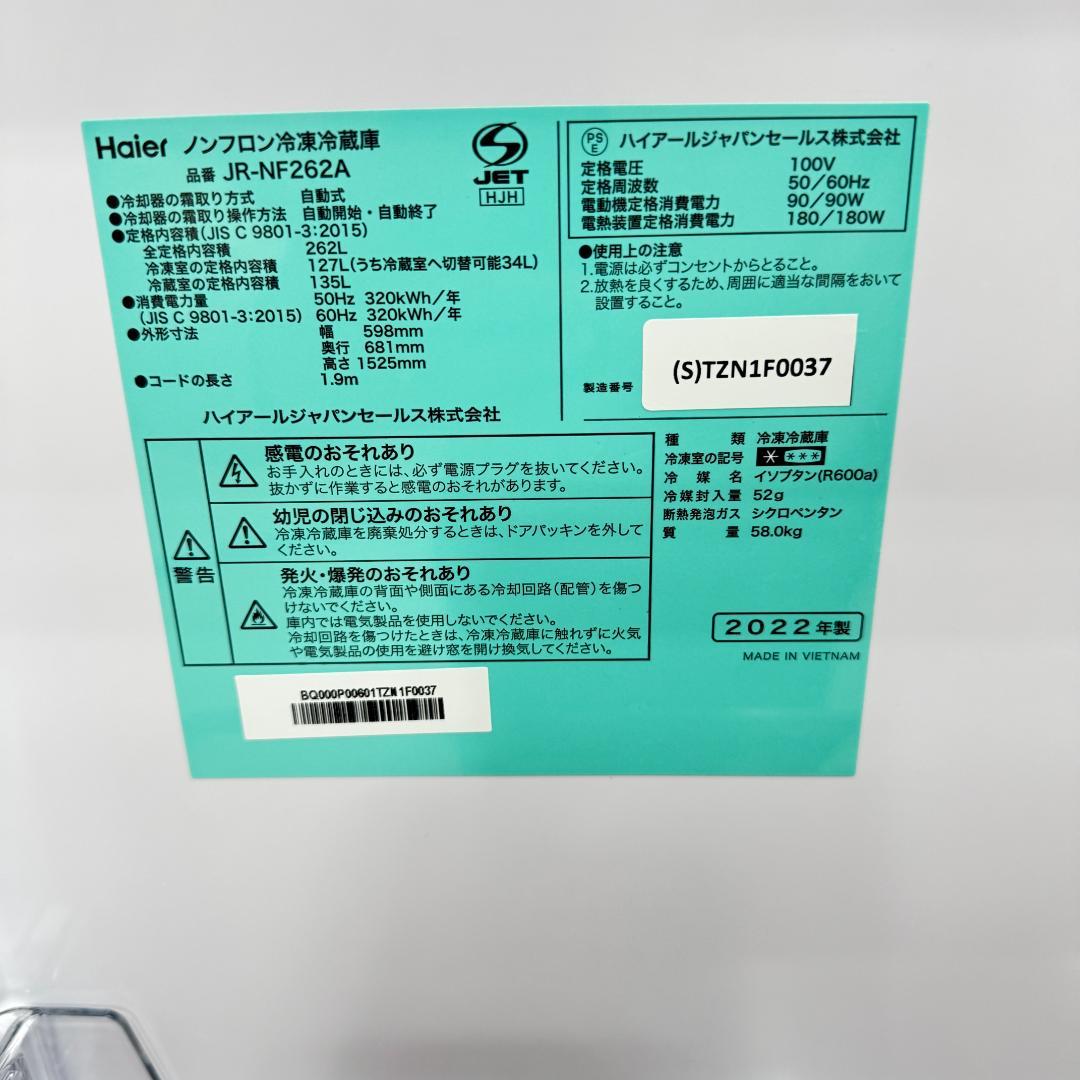 Haier ノンフロン冷凍冷蔵庫
品番 JR-NF262A
JET
HJH
●冷却器の霜取り方式 自動式
●冷却器の霜取り操作方法 自動開始・自動終了
●定格内容積(JIS C 9801-3:2015)
全定格内容積 262L
冷凍室の定格内容積 127L(うち冷蔵室へ切替可能34L)
冷蔵室の定格内容積 135L
●消費電力量 50Hz 320kWh/年
(JIS C 9801-3:2015) 60Hz 320kWh/年
●外形寸法 幅 598mm
奥行 681mm
高さ 1525mm
●コードの長さ 1.9m
ハイアールジャパンセールス株式会社
PS
E
ハイアールジャパンセールス株式会社
定格電圧 100V
定格周波数 50/60Hz
電動機定格消費電力 90/90W
電熱装置定格消費電力 180/180W
●使用上の注意
1.電源は必ずコンセントからとること。
2.放熱を良くするため、周囲に適当な間隔をおいて
設置すること。
製造番号 (S)TZN1F0037
警告
感電のおそれあり
お手入れのときには、必ず電源プラグを抜いてください。
抜かずに作業すると感電のおそれがあります。
幼児の閉じ込みのおそれあり
冷凍冷蔵庫を廃棄処分するときは、ドアパッキンを外して
ください。
発火・爆発のおそれあり
冷凍冷蔵庫の背面や側面にある冷却回路(配管)を傷つ
けないでください。
庫内では電気製品を使用しないでください。
冷却回路を傷つけたときは、冷凍冷蔵庫に触れずに火気
や電気製品の使用を避け窓を開け換気してください。
種類 冷凍冷蔵庫
冷凍室の記号 * ***
冷媒名 イソブタン(R600a)
冷媒封入量 52g
断熱発泡ガス シクロペンタン
質量 58.0kg
2022年製
MADE IN VIETNAM
BQ000P00601TZN1F0037